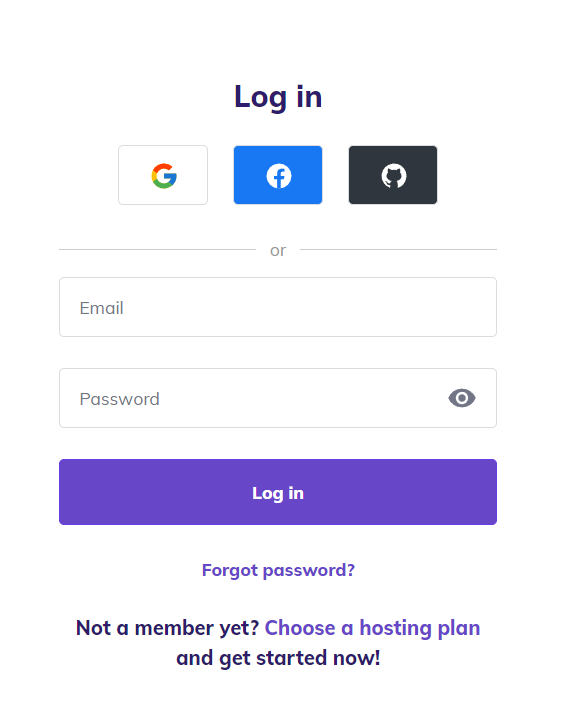 Log in
or
Email
Password
Log in
Forgot password?
Not a member yet? Choose a hosting plan
and get started now!